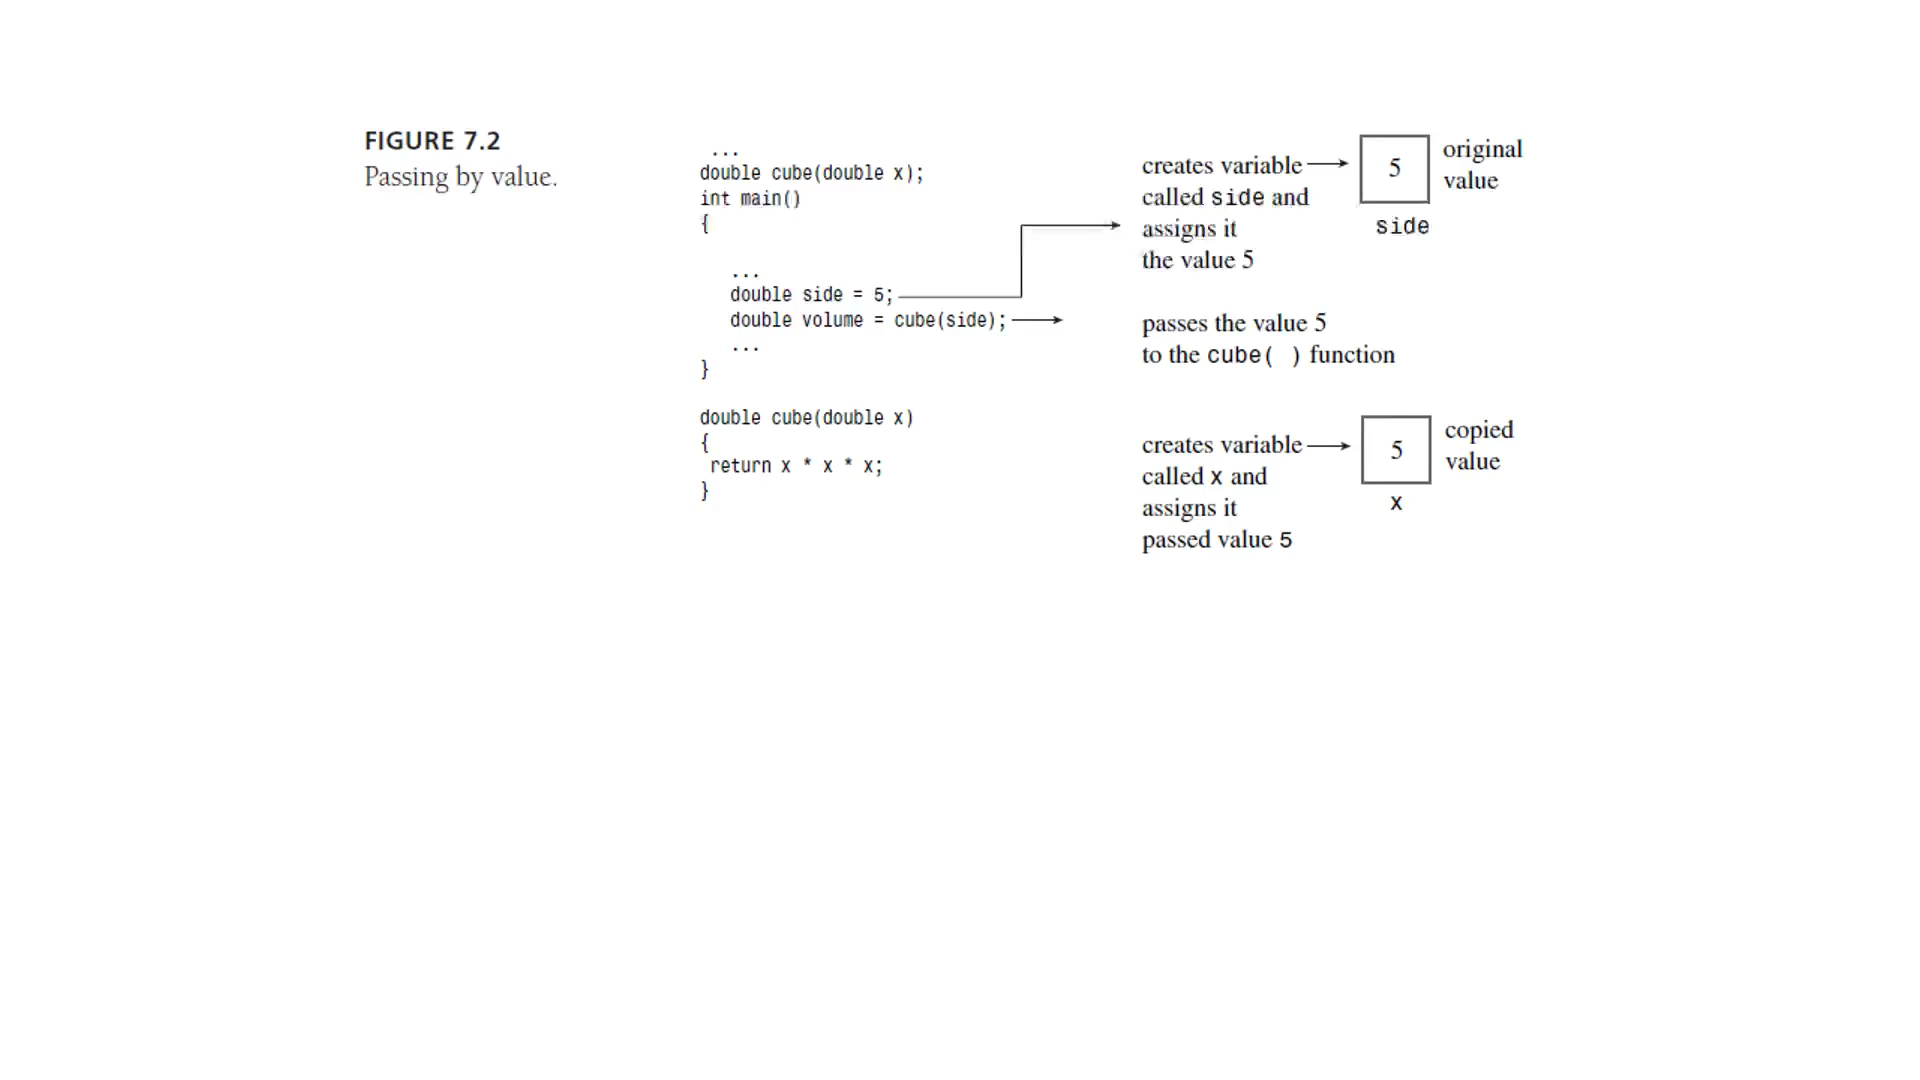 FIGURE 7.2
Passing by value.
...
double cube(double x);
int main()
{
...
double side = 5;
double volume = cube(side);
...
}
double cube(double x)
{
return x * x * x;
}
creates variable
called side and
assigns it
the value 5
5
original
value
side
passes the value 5
to the cube( ) function
creates variable
called x and
assigns it
passed value 5
5
copied
value
x